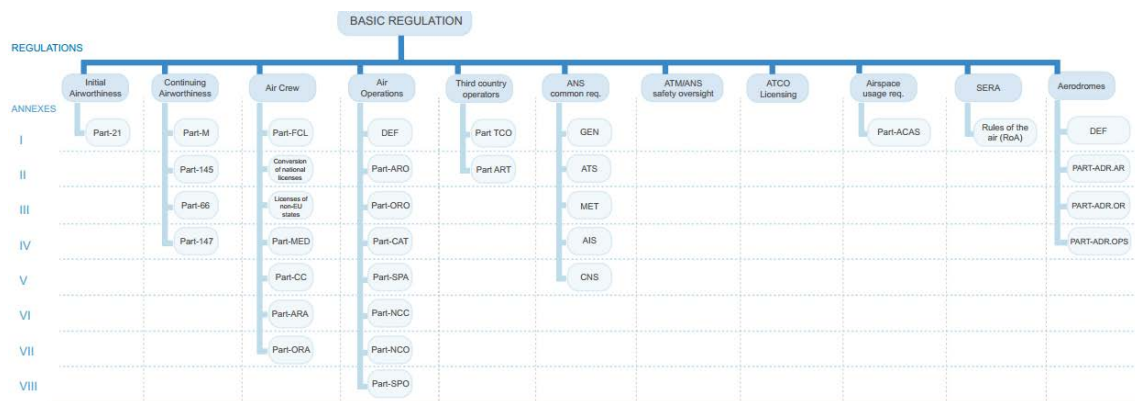 BASIC REGULATION
REGULATIONS
Initial
Airworthiness
Continuing
Airworthiness
Air Crew
Air
Operations
Third country
operators
ANS
common req.
ATM/ANS
safety oversight
ATCO
Licensing
Airspace
usage req.
SERA
Aerodromes
ANNEXES
I
Part-21
Part-M
Part-FCL
DEF
Part TCO
GEN
Part-ACAS
Rules of the
air (RoA)
DEF
II
Part-145
Conversion
of national
licenses
Part-ARO
Part ART
ATS
PART-ADR.AR
III
Part-66
Licenses of
non-EU
states
Part-ORO
MET
PART-ADR.OR
IV
Part-147
Part-MED
Part-CAT
AIS
PART-ADR.OPS
V
Part-CC
Part-SPA
CNS
VI
Part-ARA
Part-NCC
VII
Part-ORA
Part-NCO
VIII
Part-SPO